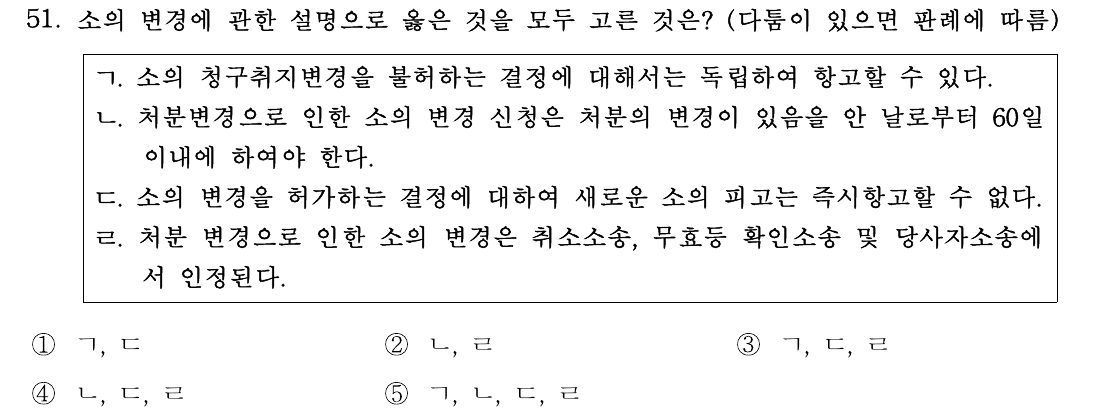 51. 소의 변경에 관한 설명으로 옳은 것을 모두 고른 것은? (다툼이 있으면 판례에 따름)
ㄱ. 소의 청구취지변경을 불허하는 결정에 대해서는 독립하여 항고할 수 있다.
ㄴ. 처분변경으로 인한 소의 변경 신청은 처분의 변경이 있음을 안 날로부터 60일
이내에 하여야 한다.
ㄷ. 소의 변경을 허가하는 결정에 대하여 새로운 소의 피고는 즉시항고할 수 없다.
ㄹ. 처분 변경으로 인한 소의 변경은 취소소송, 무효등 확인소송 및 당사자소송에
서 인정된다.
① ㄱ, ㄷ ② ㄴ, ㄹ ③ ㄱ, ㄷ, ㄹ
④ ㄴ, ㄷ, ㄹ ⑤ ㄱ, ㄴ, ㄷ, ㄹ